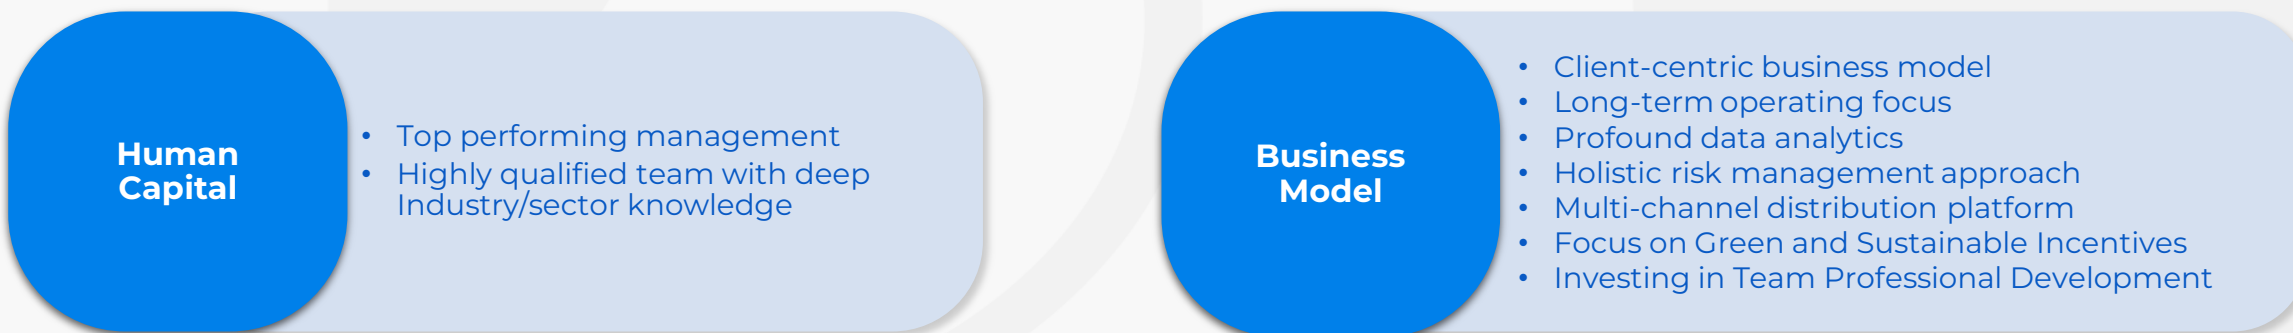 Human
Capital
• Top performing management
• Highly qualified team with deep
Industry/sector knowledge
Business
Model
• Client-centric business model
• Long-term operating focus
• Profound data analytics
• Holistic risk management approach
• Multi-channel distribution platform
• Focus on Green and Sustainable Incentives
• Investing in Team Professional Development